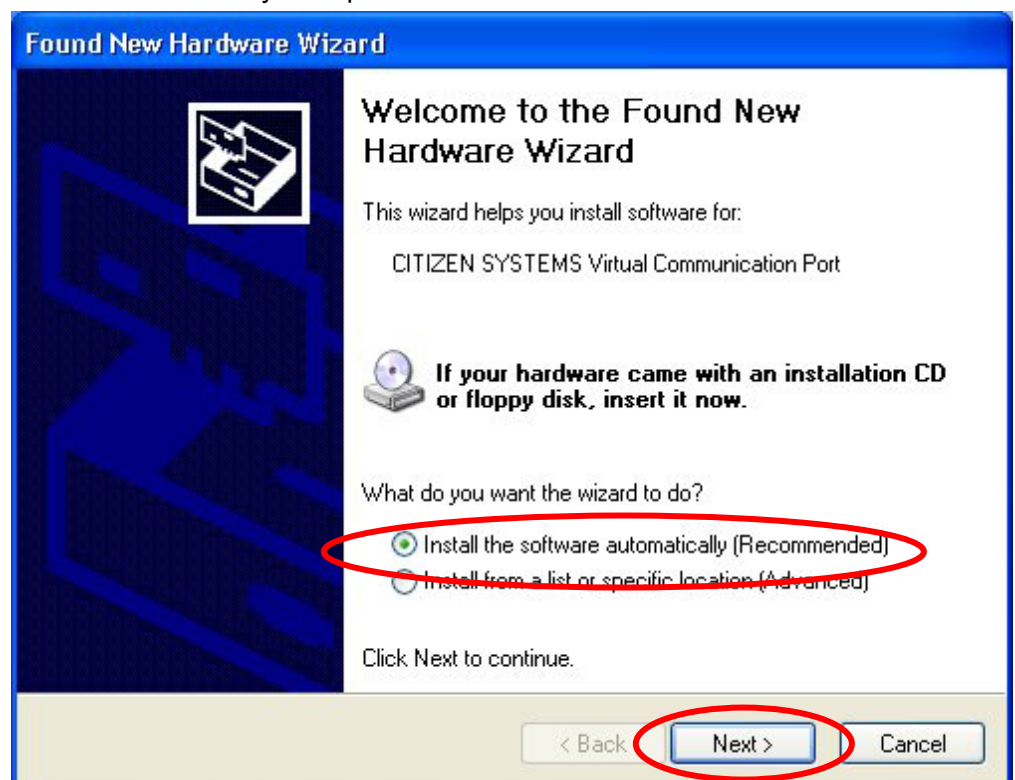 Found New Hardware Wizard
Welcome to the Found New
Hardware Wizard
This wizard helps you install software for:
CITIZEN SYSTEMS Virtual Communication Port
If your hardware came with an installation CD
or floppy disk, insert it now.
What do you want the wizard to do?
Install the software automatically (Recommended)
Install from a list or specific location (Advanced)
Click Next to continue.
< Back Next > Cancel